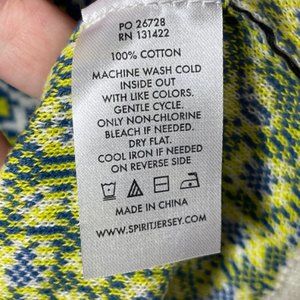 PO 26728
RN 131422
100% COTTON
MACHINE WASH COLD
INSIDE OUT
WITH LIKE COLORS.
GENTLE CYCLE.
ONLY NON-CHLORINE
BLEACH IF NEEDED.
DRY FLAT.
COOL IRON IF NEEDED
ON REVERSE SIDE
MADE IN CHINA
WWW.SPIRITJERSEY.COM